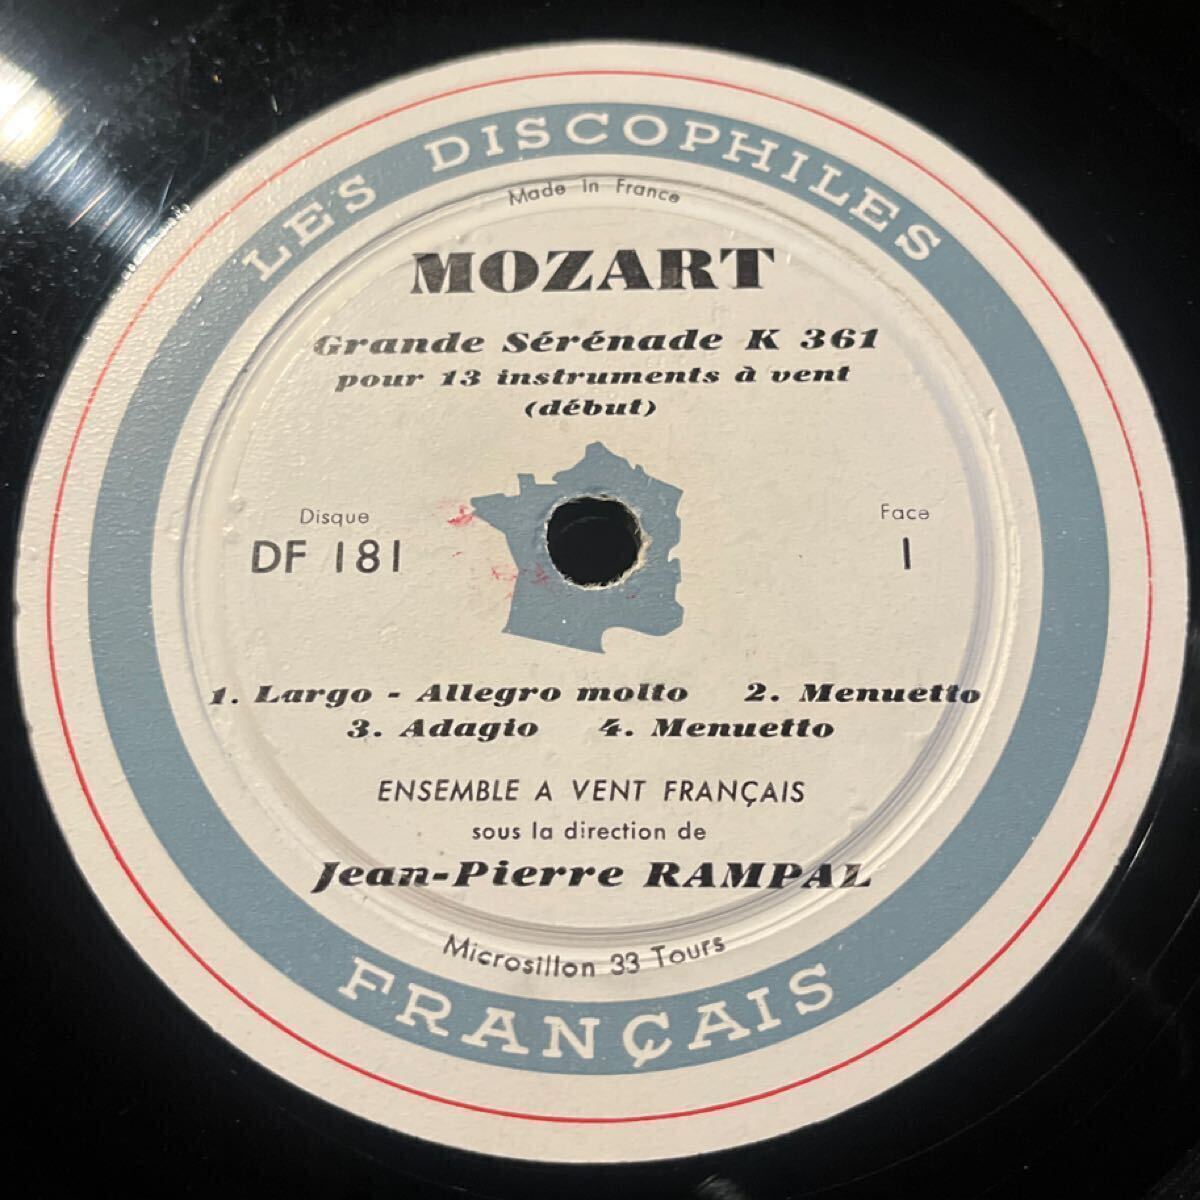 LES DISCOPHILES
Made in France
MOZART
Grande Sérénade K 361
pour 13 instruments à vent
(début)
Disque
DF 181
Face
1
1. Largo - Allegro molto 2. Menuetto
3. Adagio 4. Menuetto
ENSEMBLE A VENT FRANÇAIS
sous la direction de
Jean-Pierre RAMPAL
Microsillon 33 Tours
FRANÇAIS